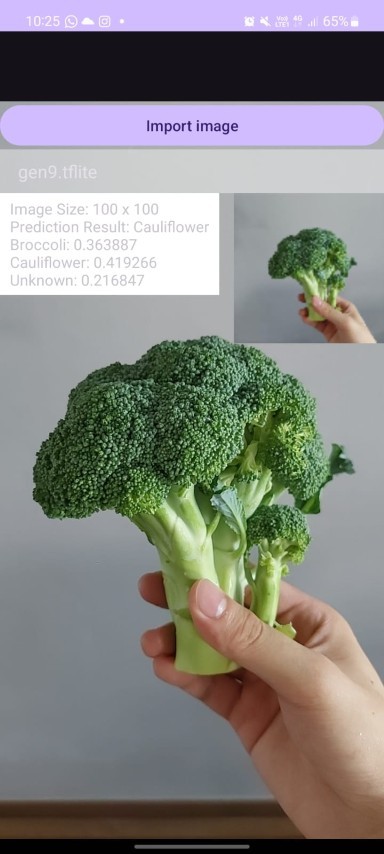 10:25
65%
Import image
gen9.tflite
Image Size: 100 x 100
Prediction Result: Cauliflower
Broccoli: 0.363887
Cauliflower: 0.419266
Unknown: 0.216847